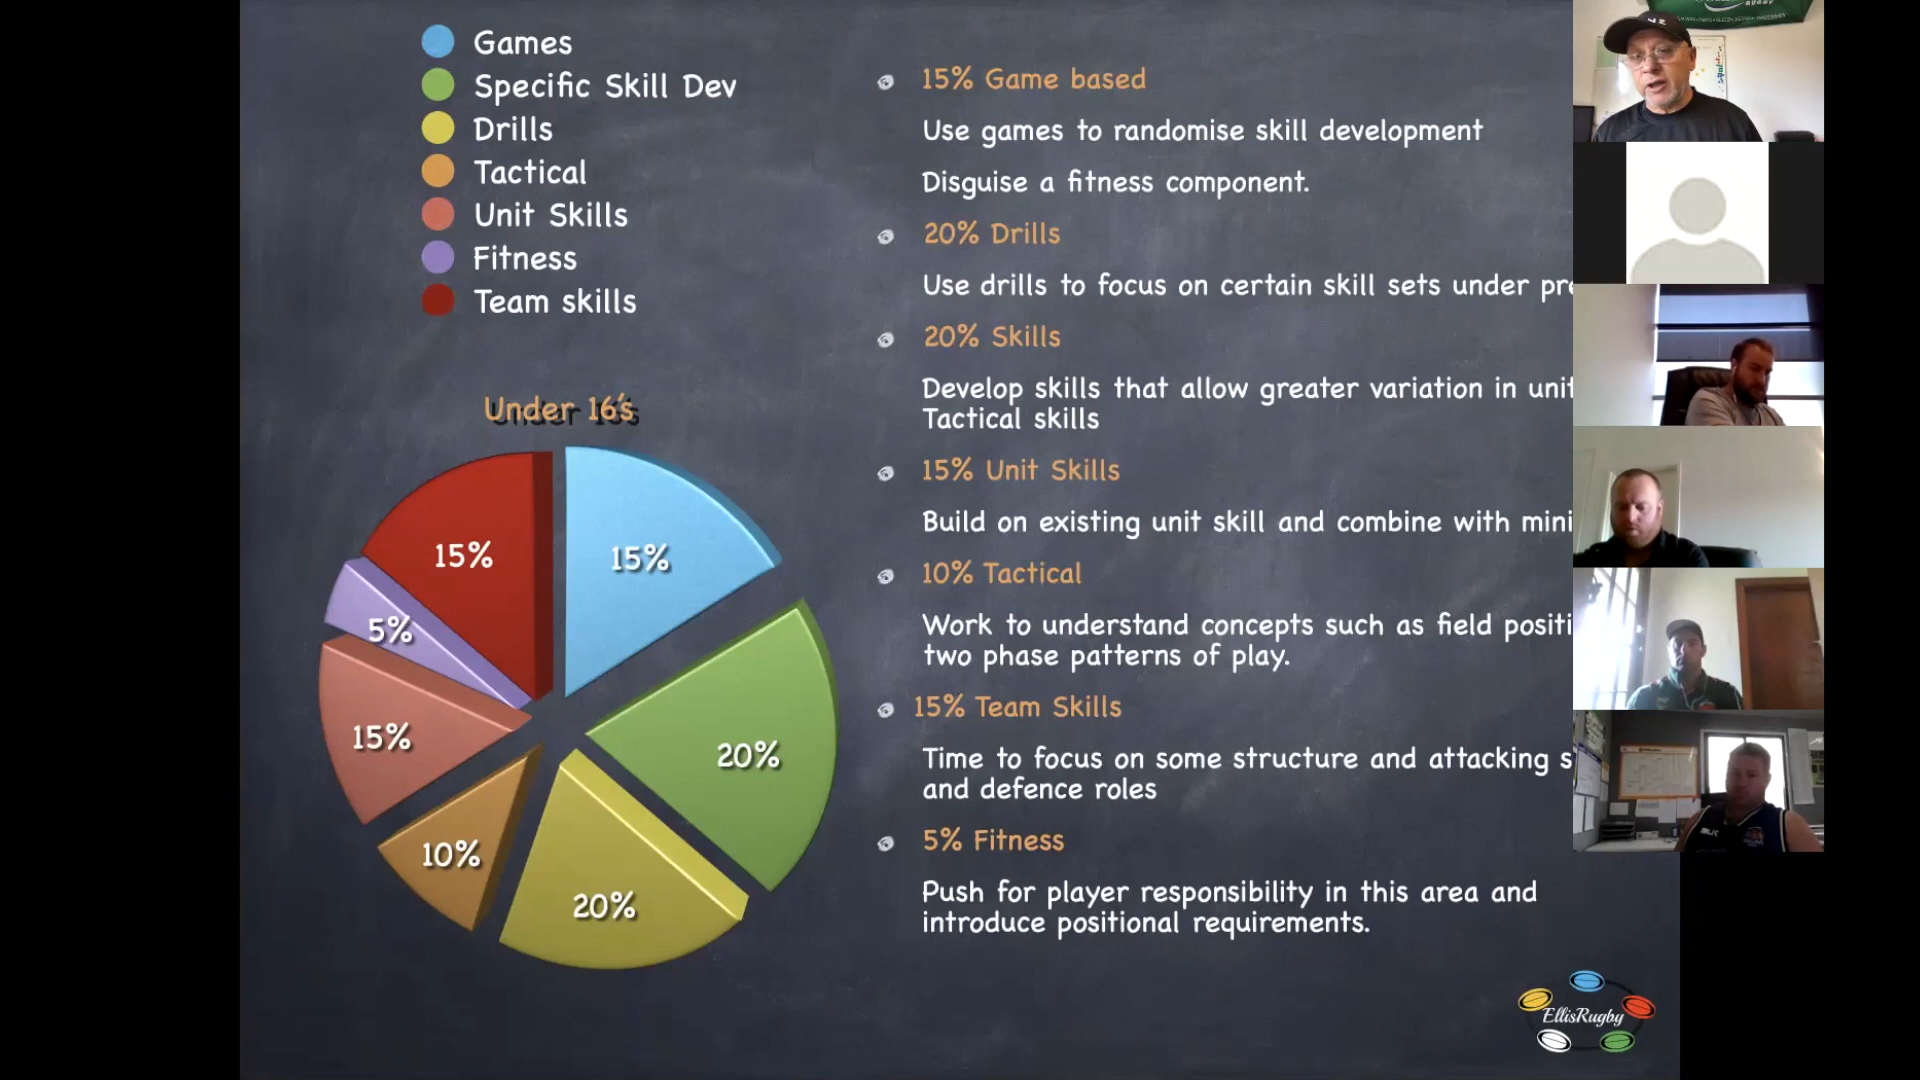 Games
Specific Skill Dev
Drills
Tactical
Unit Skills
Fitness
Team skills
Under 16's
15%
15%
5%
15%
20%
10%
20%
15% Game based
Use games to randomise skill development
Disguise a fitness component.
20% Drills
Use drills to focus on certain skill sets under
20% Skills
Develop skills that allow greater variation in
Tactical skills
15% Unit Skills
Build on existing unit skill and combine with mini
10% Tactical
Work to understand concepts such as field
two phase patterns of play.
15% Team Skills
Time to focus on some structure and attacking
and defence roles
5% Fitness
Push for player responsibility in this area and
introduce positional requirements.
EllisRugby
RUGBY